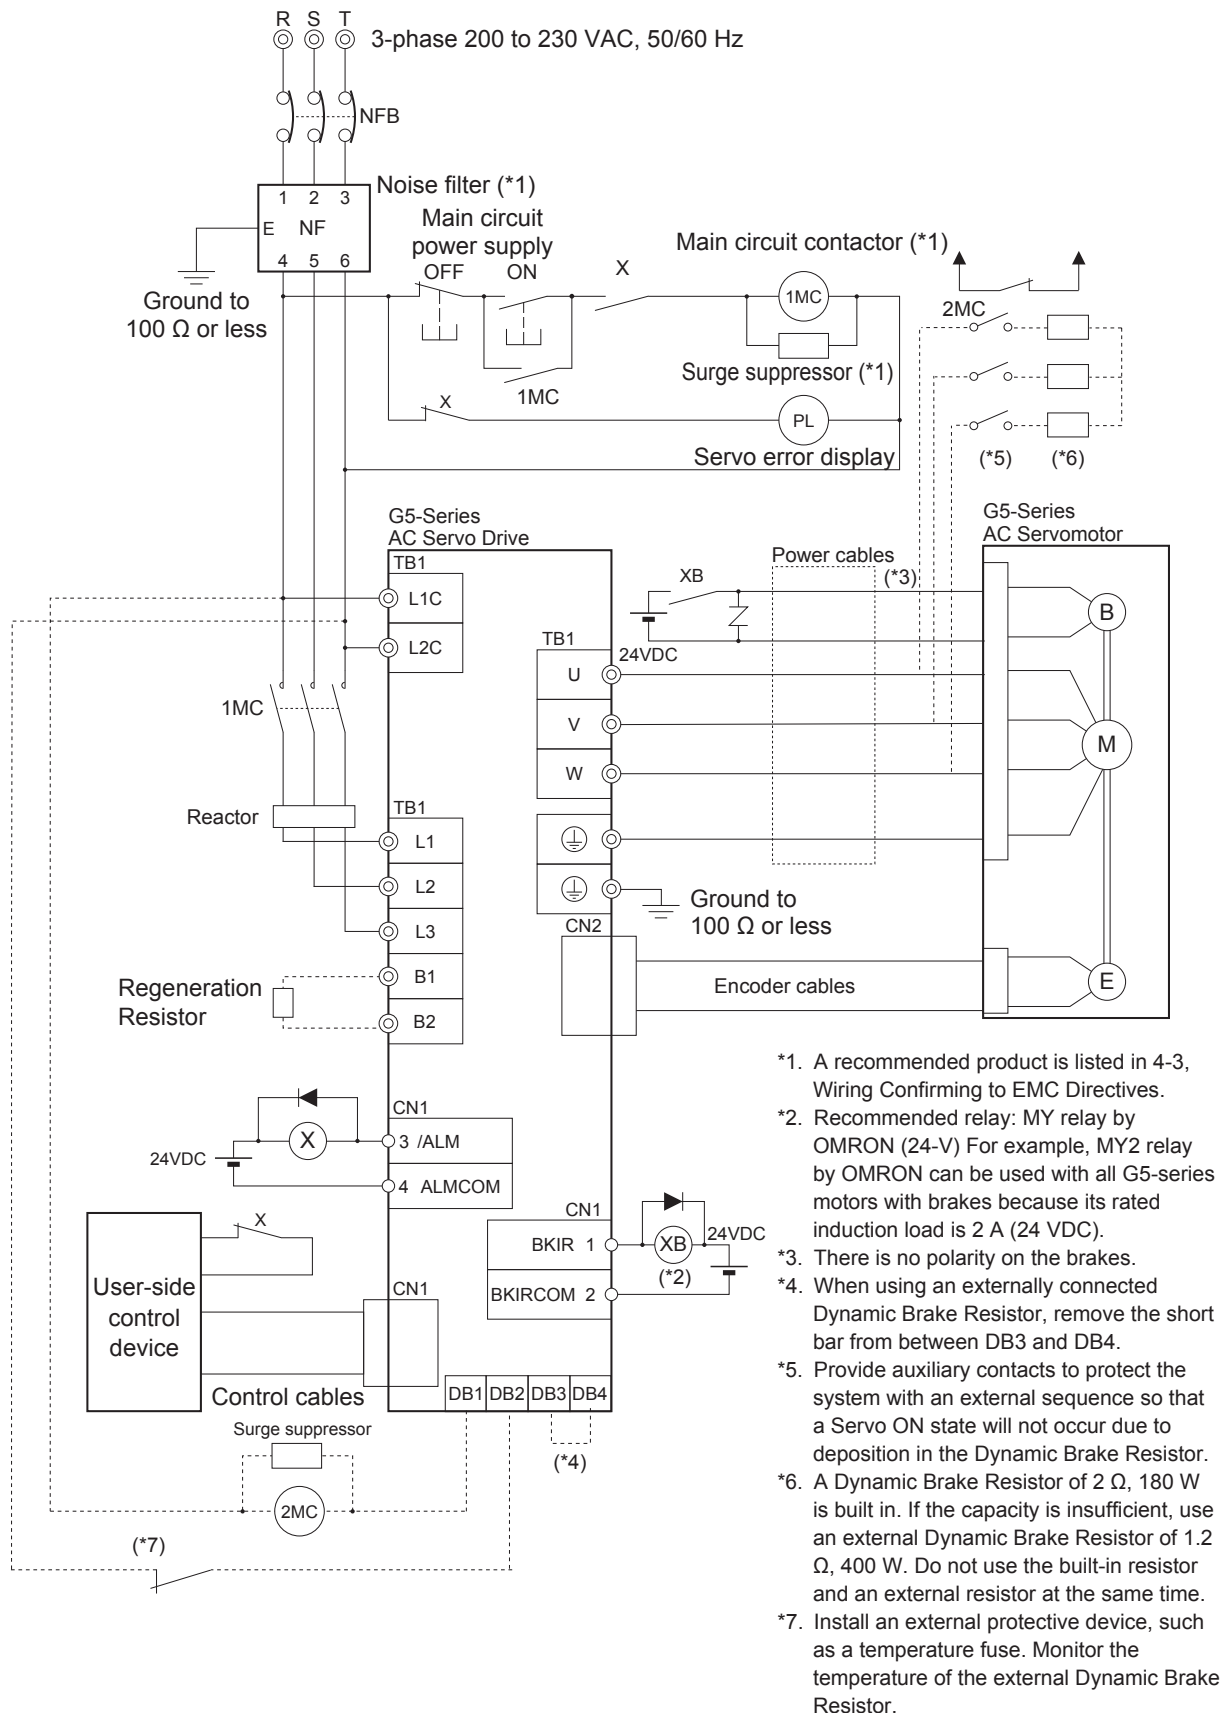 R S T
3-phase 200 to 230 VAC, 50/60 Hz
NFB
Noise filter (*1)
1 2 3
E NF
4 5 6
Ground to
100 Ω or less
Main circuit
power supply
OFF ON
X
Main circuit contactor (*1)
1MC
Surge suppressor (*1)
1MC
X
PL
Servo error display
2MC
(*5) (*6)
G5-Series
AC Servo Drive
G5-Series
AC Servomotor
TB1
L1C
L2C
1MC
Reactor
TB1
L1
L2
L3
B1
B2
Regeneration
Resistor
XB
24VDC
Power cables
(*3)
TB1
U
V
W
B
M
E
Ground to
100 Ω or less
CN2
Encoder cables
X
24VDC
CN1
3 /ALM
4 ALMCOM
X
User-side
control
device
CN1
Control cables
CN1
BKIR 1
BKIRCOM 2
XB
(*2)
24VDC
DB1 DB2 DB3 DB4
(*4)
Surge suppressor
2MC
(*7)
*1. A recommended product is listed in 4-3,
Wiring Confirming to EMC Directives.
*2. Recommended relay: MY relay by
OMRON (24-V) For example, MY2 relay
by OMRON can be used with all G5-series
motors with brakes because its rated
induction load is 2 A (24 VDC).
*3. There is no polarity on the brakes.
*4. When using an externally connected
Dynamic Brake Resistor, remove the short
bar from between DB3 and DB4.
*5. Provide auxiliary contacts to protect the
system with an external sequence so that
a Servo ON state will not occur due to
deposition in the Dynamic Brake Resistor.
*6. A Dynamic Brake Resistor of 2 Ω, 180 W
is built in. If the capacity is insufficient, use
an external Dynamic Brake Resistor of 1.2
Ω, 400 W. Do not use the built-in resistor
and an external resistor at the same time.
*7. Install an external protective device, such
as a temperature fuse. Monitor the
temperature of the external Dynamic Brake
Resistor.